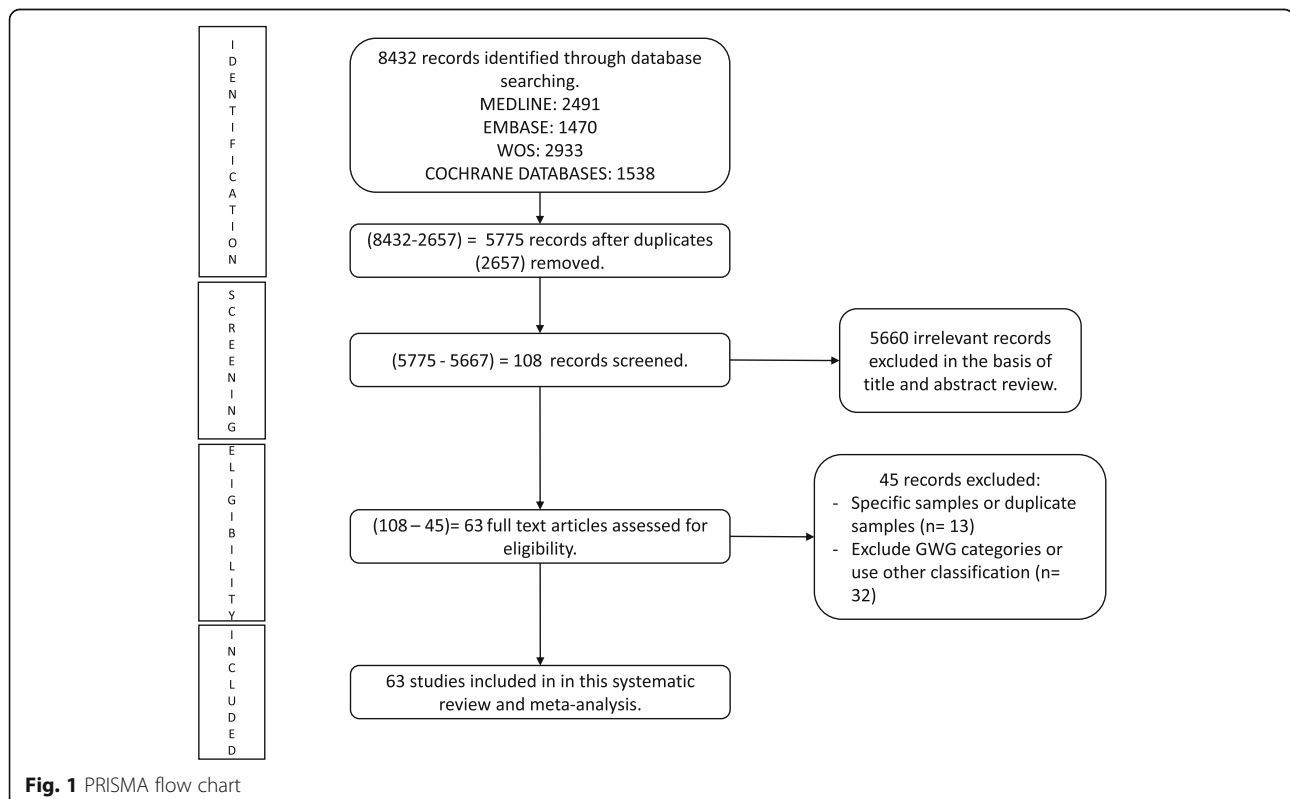 IDENTIFICATION
8432 records identified through database
searching.
MEDLINE: 2491
EMBASE: 1470
WOS: 2933
COCHRANE DATABASES: 1538
(8432-2657) = 5775 records after duplicates
(2657) removed.
SCREENING
(5775 - 5667) = 108 records screened.
5660 irrelevant records
excluded in the basis of
title and abstract review.
ELIGIBILITY
(108 – 45)= 63 full text articles assessed for
eligibility.
45 records excluded:
- Specific samples or duplicate
samples (n= 13)
- Exclude GWG categories or
use other classification (n=
32)
INCLUDED
63 studies included in in this systematic
review and meta-analysis.
Fig. 1 PRISMA flow chart